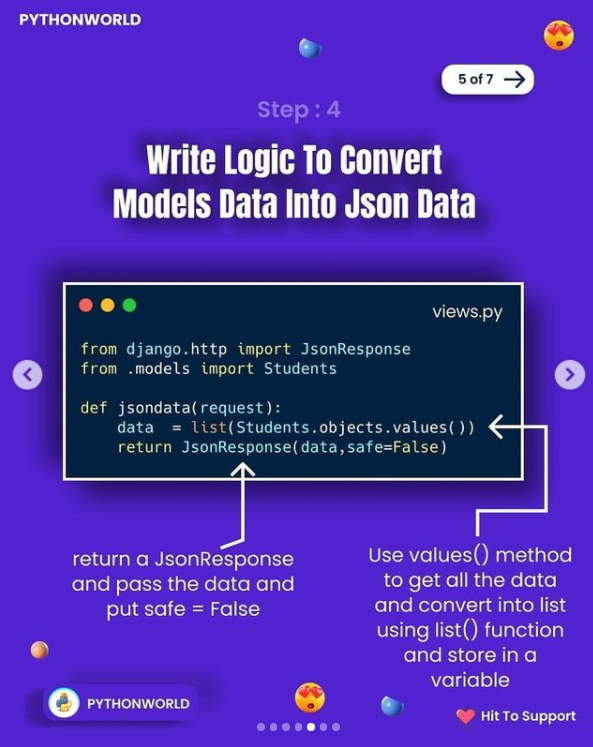 PYTHONWORLD
5 of 7
Step : 4
Write Logic To Convert
Models Data Into Json Data
views.py
from django.http import JsonResponse
from .models import Students
def jsondata(request):
    data  = list(Students.objects.values())
    return JsonResponse(data,safe=False)
return a JsonResponse
and pass the data and
put safe = False
Use values() method
to get all the data
and convert into list
using list() function
and store in a
variable
PYTHONWORLD
Hit To Support